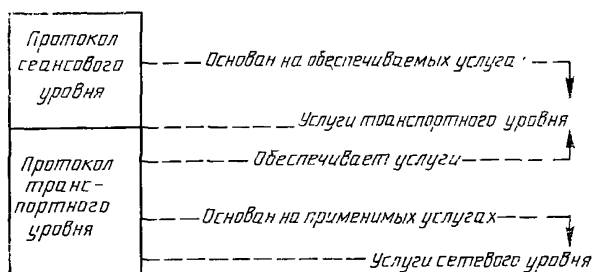 Протокол
сеансового
уровня
Основан на обеспечиваемых услуга
Услуги транспортного уровня
Обеспечивает услуги
Протокол
транс-
портного
уровня
Основан на применимых услугах
Услуги сетевого уровня